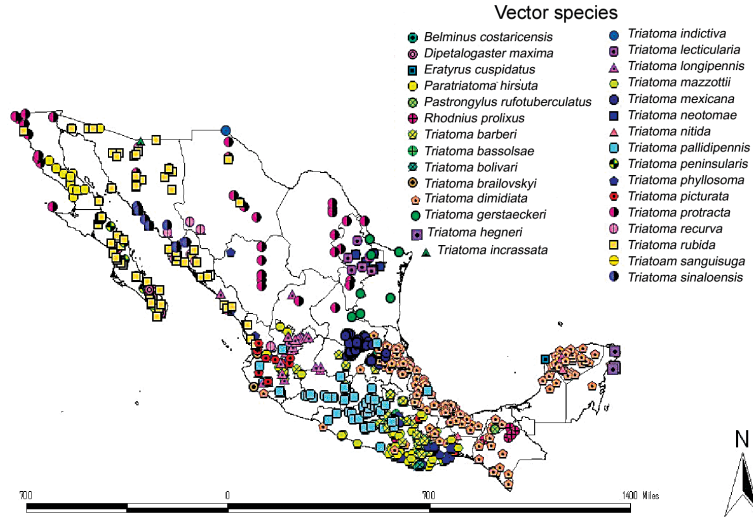 Vector species
Belminus costaricensis
Dipetalogaster maxima
Eratyrus cuspidatus
Paratriatoma hirsuta
Pastrongylus rufotuberculatus
Rhodnius prolixus
Triatoma barberi
Triatoma bassolsae
Triatoma bolivari
Triatoma brailovskyi
Triatoma dimidiata
Triatoma gerstaeckeri
Triatoma hegneri
Triatoma incrassata
Triatoma indictiva
Triatoma lecticularia
Triatoma longipennis
Triatoma mazzottii
Triatoma mexicana
Triatoma neotomae
Triatoma nitida
Triatoma pallidipennis
Triatoma peninsularis
Triatoma phyllosoma
Triatoma picturata
Triatoma protracta
Triatoma recurva
Triatoma rubida
Triatoam sanguisuga
Triatoma sinaloensis
N
700 0 700 1400 Miles